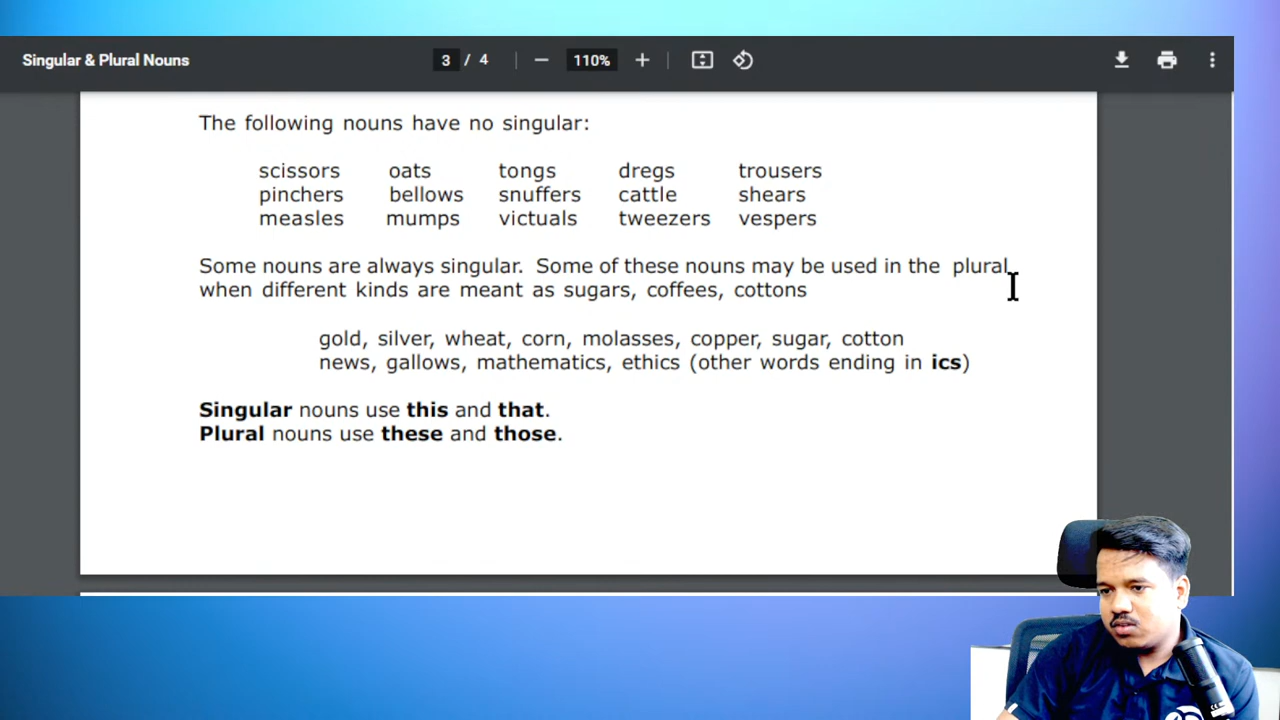 Singular & Plural Nouns 3 / 4 110%
The following nouns have no singular:
scissors oats tongs dregs trousers
pinchers bellows snuffers cattle shears
measles mumps victuals tweezers vespers
Some nouns are always singular. Some of these nouns may be used in the plural
when different kinds are meant as sugars, coffees, cottons
gold, silver, wheat, corn, molasses, copper, sugar, cotton
news, gallows, mathematics, ethics (other words ending in ics)
Singular nouns use this and that.
Plural nouns use these and those.